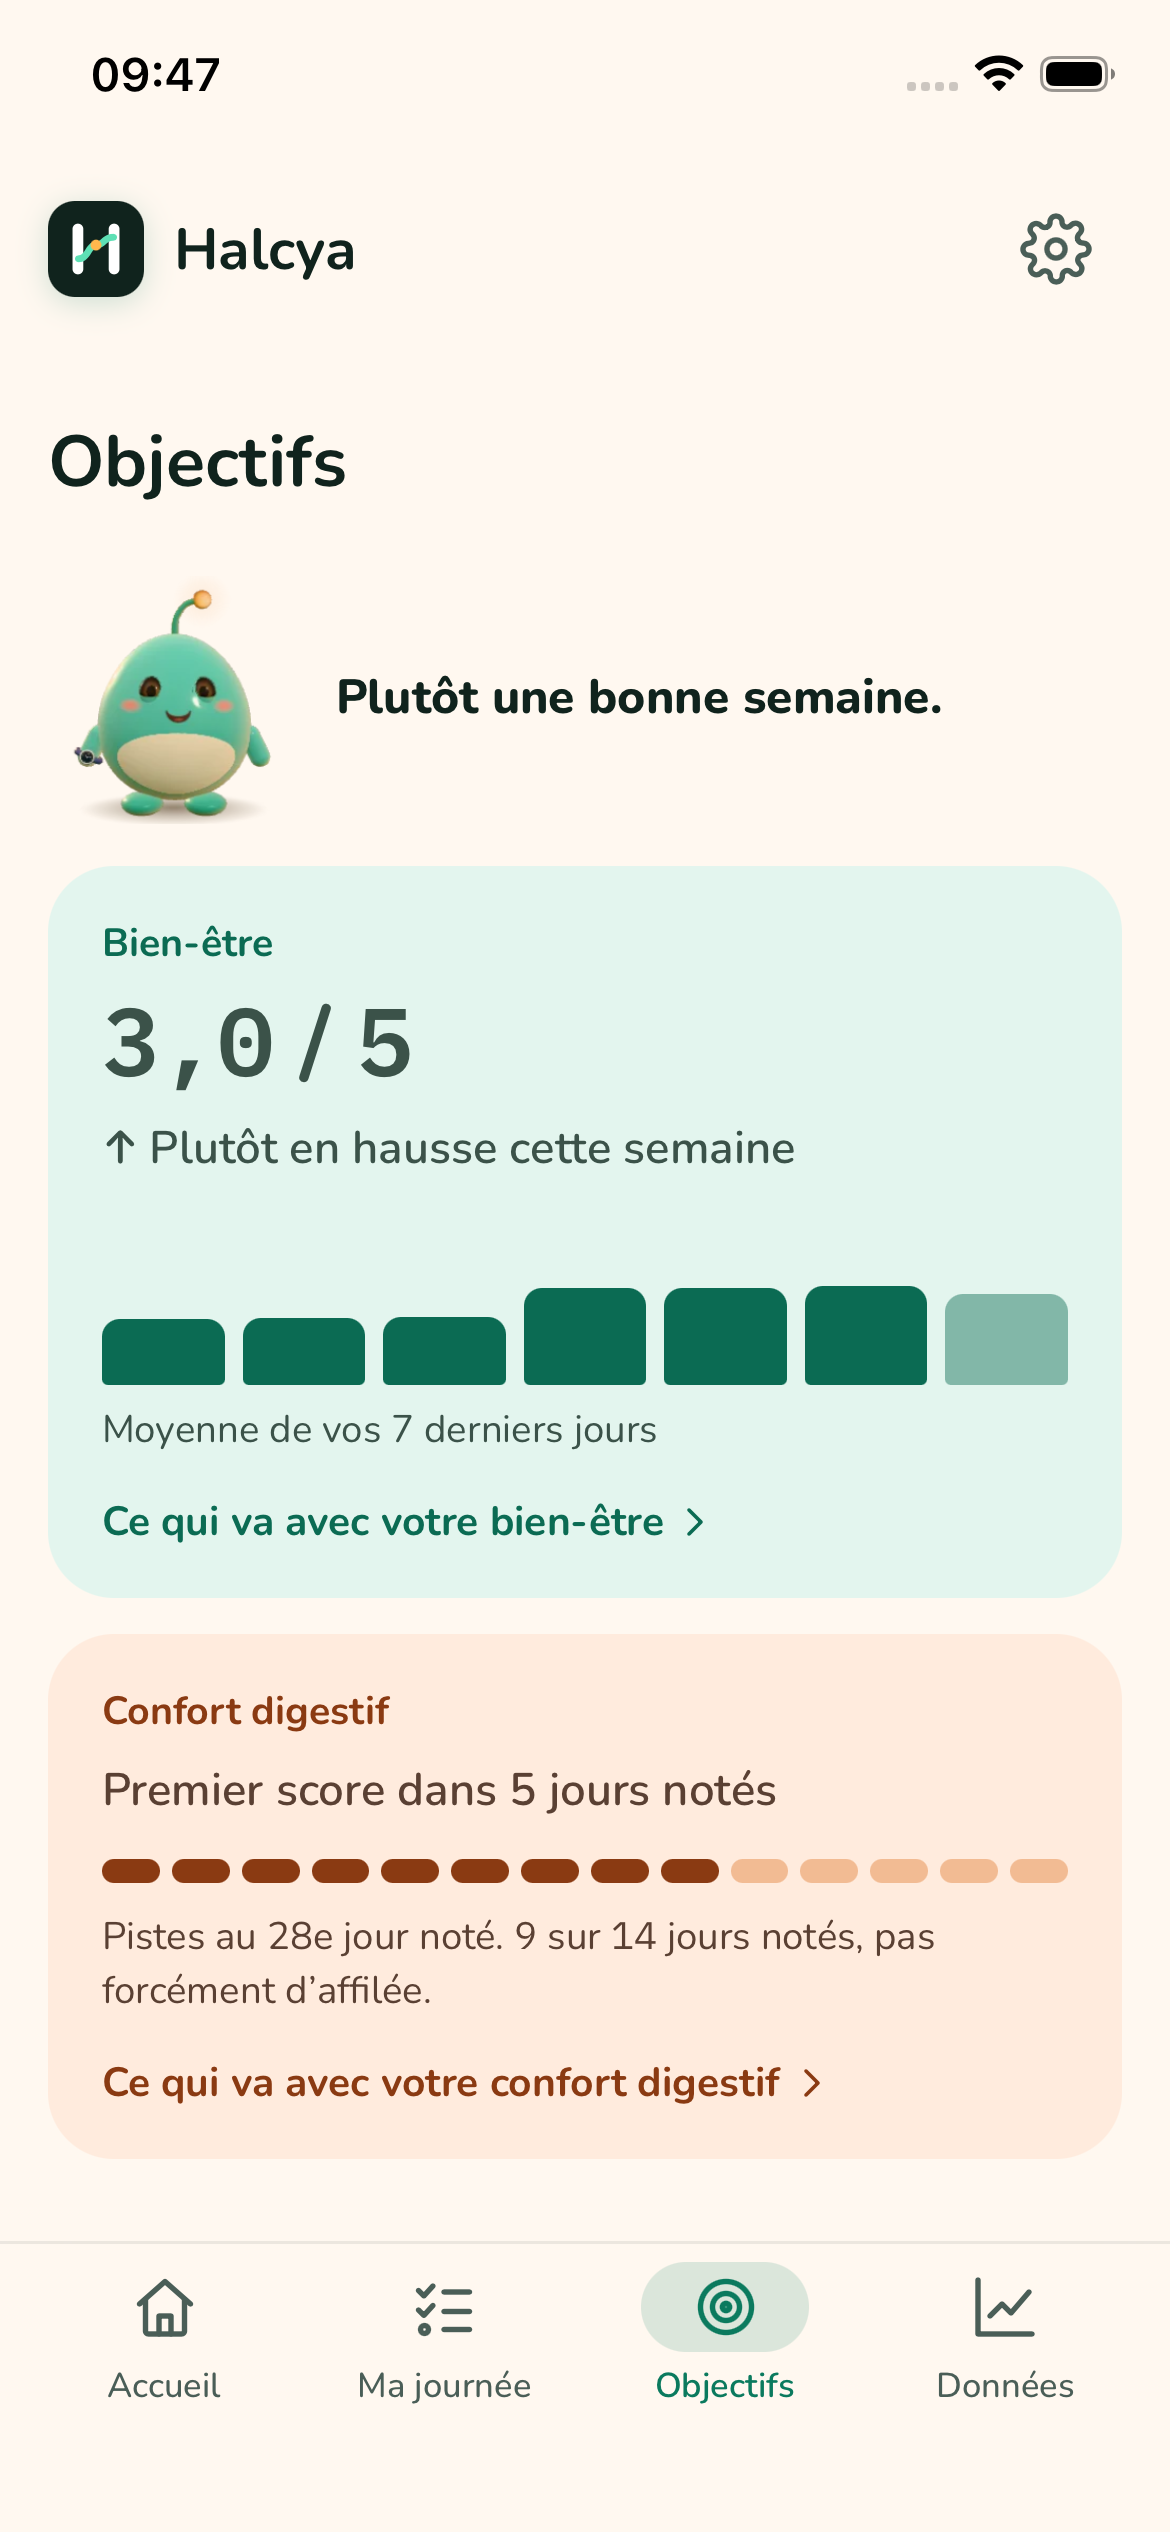 09:47
Halcya
Objectifs
Plutôt une bonne semaine.
Bien-être
3,0/5
↑ Plutôt en hausse cette semaine
Moyenne de vos 7 derniers jours
Ce qui va avec votre bien-être >
Confort digestif
Premier score dans 5 jours notés
Pistes au 28e jour noté. 9 sur 14 jours notés, pas
forcément d’affilée.
Ce qui va avec votre confort digestif >
Accueil
Ma journée
Objectifs
Données